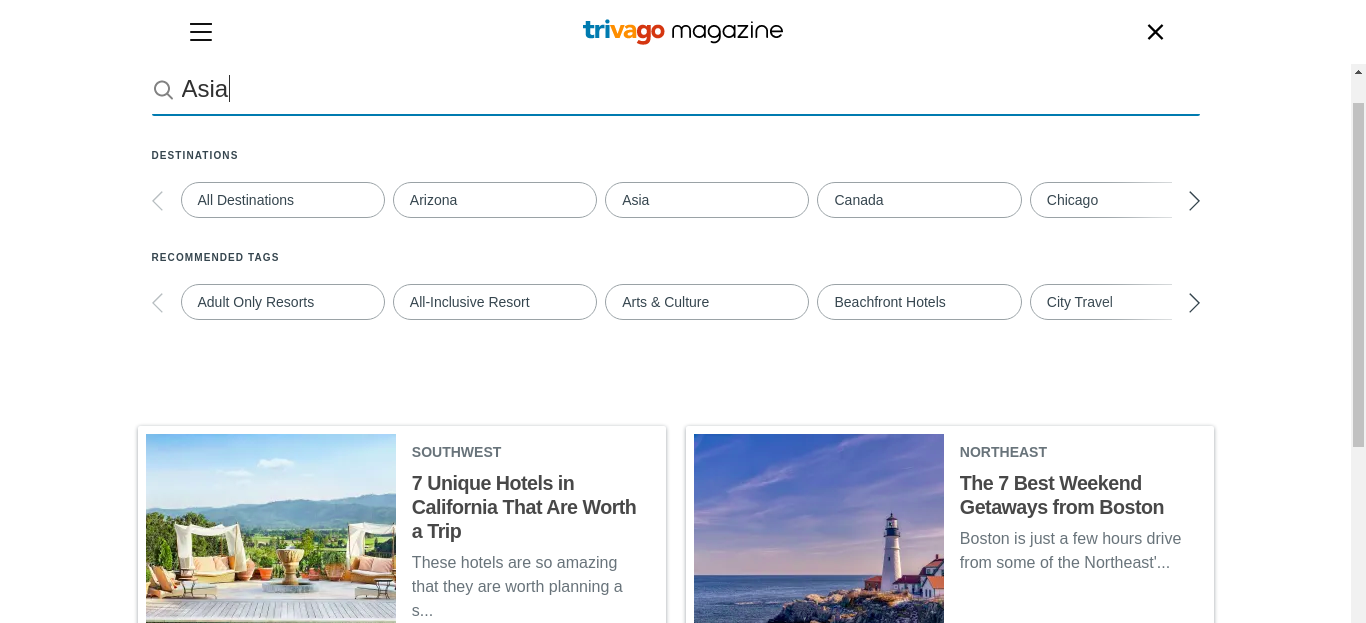 trivago magazine
Asia
DESTINATIONS
All Destinations
Arizona
Asia
Canada
Chicago
RECOMMENDED TAGS
Adult Only Resorts
All-Inclusive Resort
Arts & Culture
Beachfront Hotels
City Travel
SOUTHWEST
7 Unique Hotels in
California That Are Worth
a Trip
These hotels are so amazing
that they are worth planning a
s...
NORTHEAST
The 7 Best Weekend
Getaways from Boston
Boston is just a few hours drive
from some of the Northeast'...